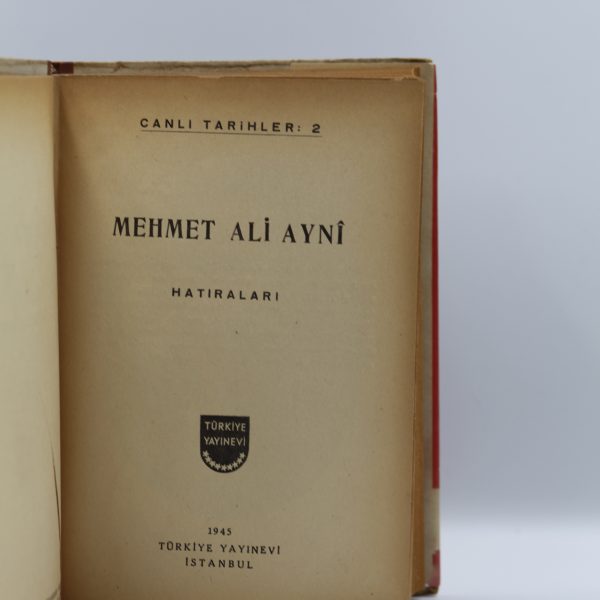 CANLI TARİHLER: 2
MEHMET ALİ AYNÎ
HATIRALARI
TÜRKİYE
YAYINEVİ
1945
TÜRKİYE YAYINEVİ
İSTANBUL